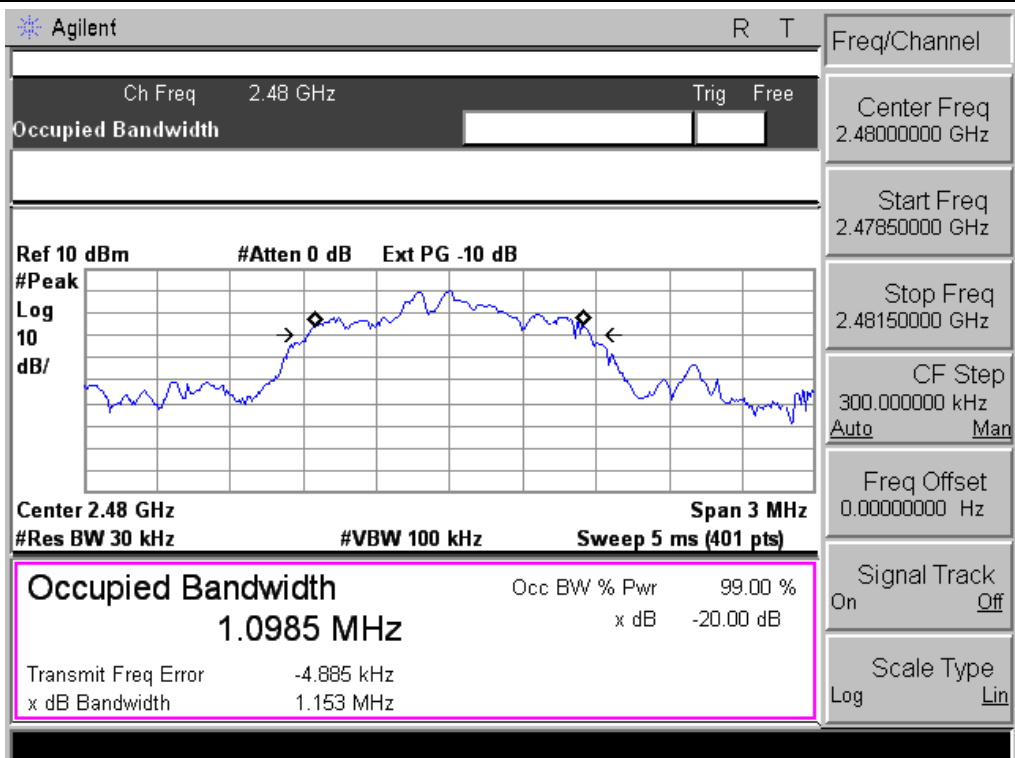 Agilent R T
Ch Freq 2.48 GHz Trig Free
Occupied Bandwidth
Ref 10 dBm #Atten 0 dB Ext PG -10 dB
#Peak
Log
10
dB/
Center 2.48 GHz Span 3 MHz
#Res BW 30 kHz #VBW 100 kHz Sweep 5 ms (401 pts)
Occupied Bandwidth
1.0985 MHz
Occ BW % Pwr 99.00 %
x dB -20.00 dB
Transmit Freq Error -4.885 kHz
x dB Bandwidth 1.153 MHz
Freq/Channel
Center Freq
2.48000000 GHz
Start Freq
2.47850000 GHz
Stop Freq
2.48150000 GHz
CF Step
300.000000 kHz
Auto Man
Freq Offset
0.00000000 Hz
Signal Track
On Off
Scale Type
Log Lin